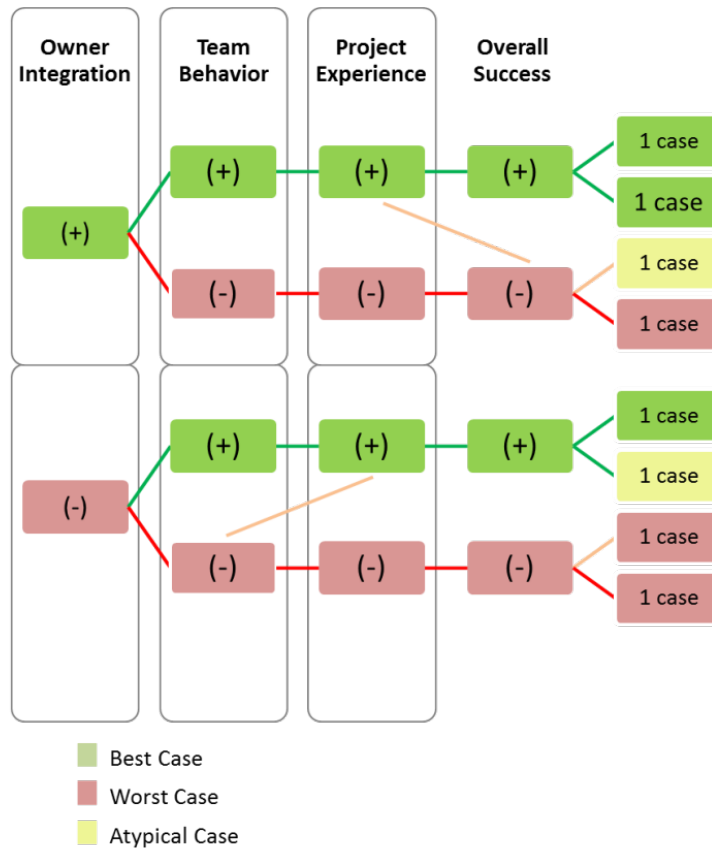 Owner
Integration
Team
Behavior
Project
Experience
Overall
Success
(+)
(+)
(+)
(+)
1 case
1 case
(-)
(-)
(-)
1 case
1 case
(-)
(+)
(+)
(+)
1 case
1 case
(-)
(-)
(-)
1 case
1 case
Best Case
Worst Case
Atypical Case